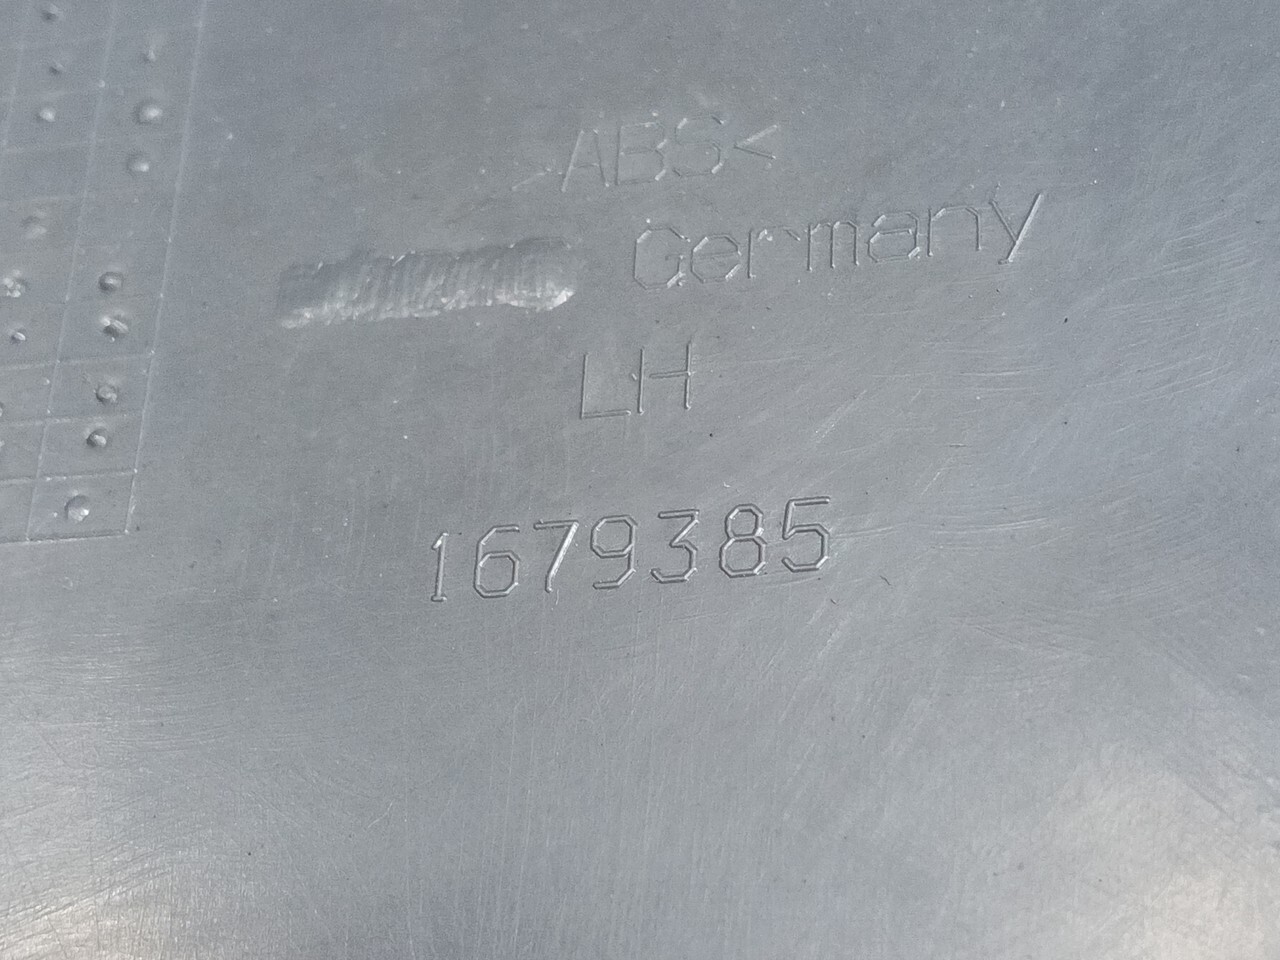 >ABS<
Germany
LH
1679385